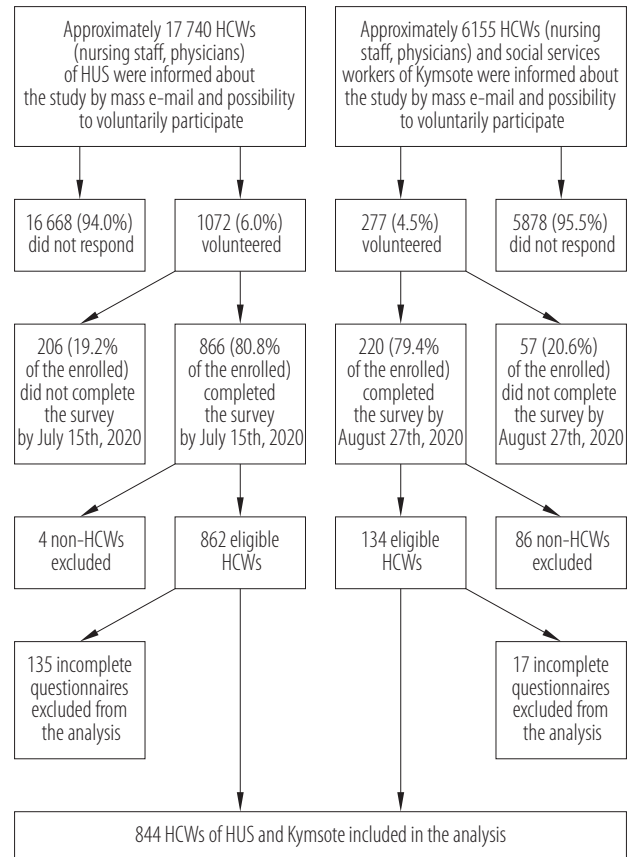 Approximately 17 740 HCWs
(nursing staff, physicians)
of HUS were informed about
the study by mass e-mail and possibility
to voluntarily participate
Approximately 6155 HCWs (nursing
staff, physicians) and social services
workers of Kymsote were informed about
the study by mass e-mail and possibility
to voluntarily participate
16 668 (94.0%)
did not respond
1072 (6.0%)
volunteered
277 (4.5%)
volunteered
5878 (95.5%)
did not respond
206 (19.2%
of the enrolled)
did not complete
the survey
by July 15th, 2020
866 (80.8%
of the enrolled)
completed
the survey
by July 15th, 2020
220 (79.4%
of the enrolled)
completed
the survey by
August 27th, 2020
57 (20.6%)
of the enrolled)
did not complete
the survey by
August 27th, 2020
4 non-HCWs
excluded
862 eligible
HCWs
134 eligible
HCWs
86 non-HCWs
excluded
135 incomplete
questionnaires
excluded from
the analysis
17 incomplete
questionnaires
excluded from
the analysis
844 HCWs of HUS and Kymsote included in the analysis